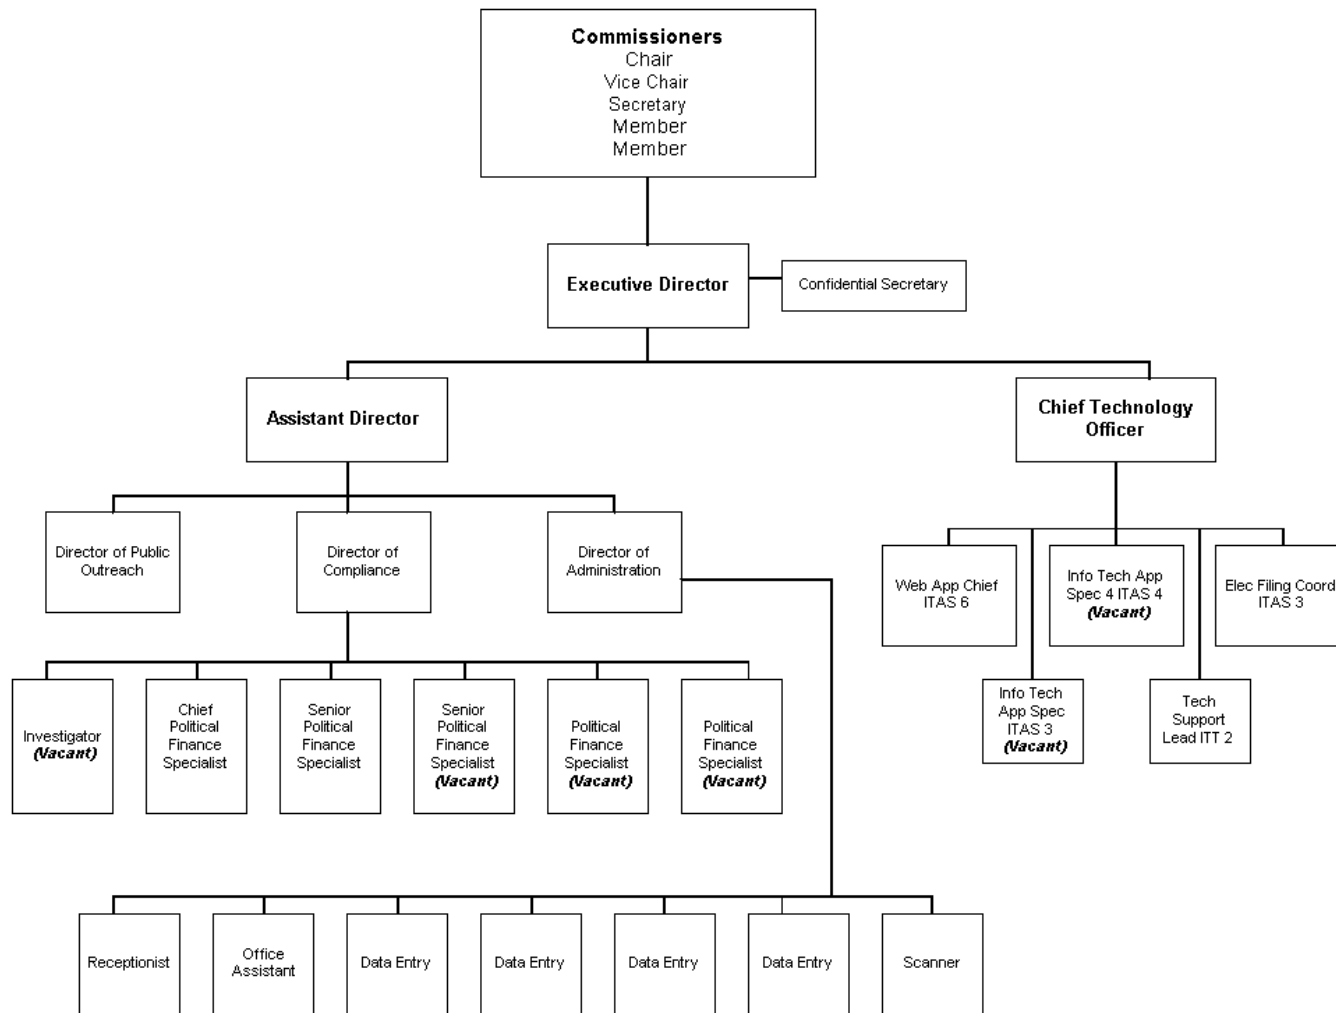 Commissioners
Chair
Vice Chair
Secretary
Member
Member
Executive Director
Confidential Secretary
Assistant Director
Chief Technology
Officer
Director of Public
Outreach
Director of
Compliance
Director of
Administration
Web App Chief
ITAS 6
Info Tech App
Spec 4 ITAS 4
(Vacant)
Elec Filing Coord
ITAS 3
Info Tech
App Spec
ITAS 3
(Vacant)
Tech
Support
Lead ITT 2
Investigator
(Vacant)
Chief
Political
Finance
Specialist
Senior
Political
Finance
Specialist
Senior
Political
Finance
Specialist
(Vacant)
Political
Finance
Specialist
(Vacant)
Political
Finance
Specialist
(Vacant)
Receptionist
Office
Assistant
Data Entry
Data Entry
Data Entry
Data Entry
Scanner